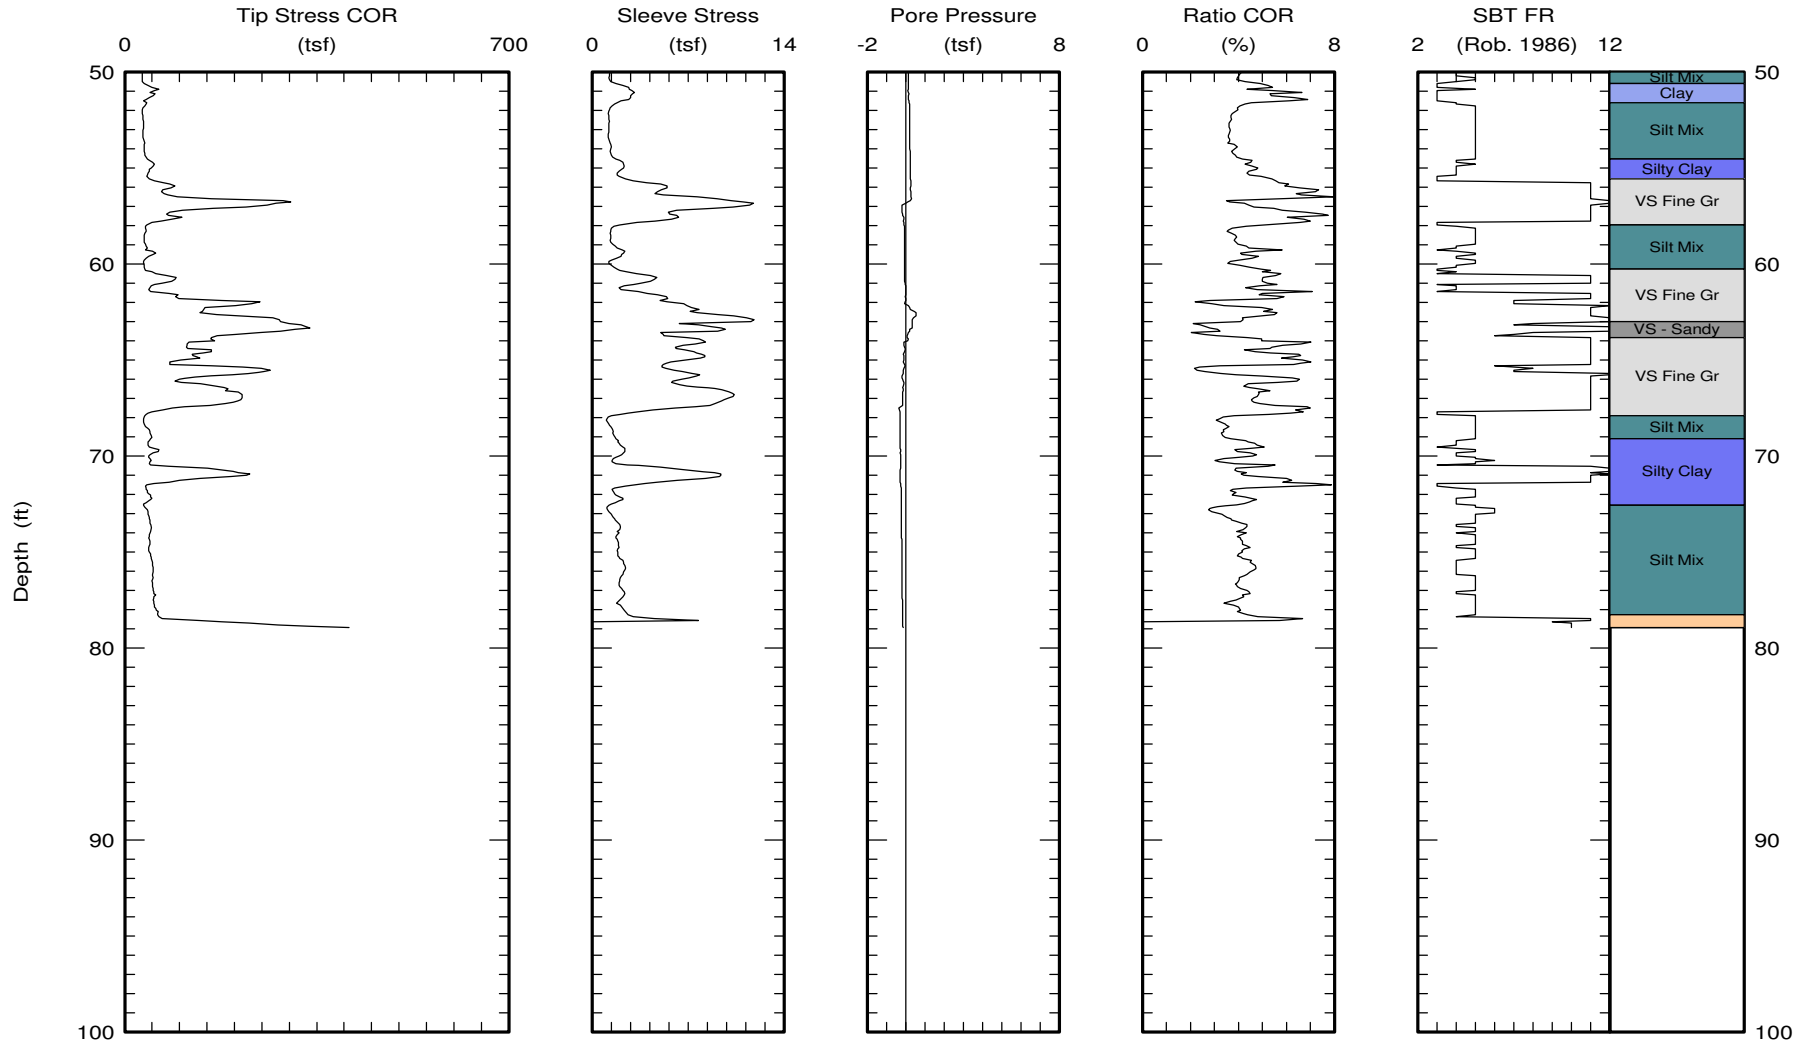 Tip Stress COR Sleeve Stress Pore Pressure Ratio COR SBT FR
0 (tsf) 700 0 (tsf) 14 -2 (tsf) 8 0 (%) 8 2 (Rob. 1986) 12
50 Silt Mix 50
Clay
Silt Mix
Silty Clay
VS Fine Gr
Silt Mix
60 60
VS Fine Gr
VS - Sandy
VS Fine Gr
Silt Mix
70 70
Silty Clay
Silt Mix
Depth (ft)
80 80
90 90
100 100